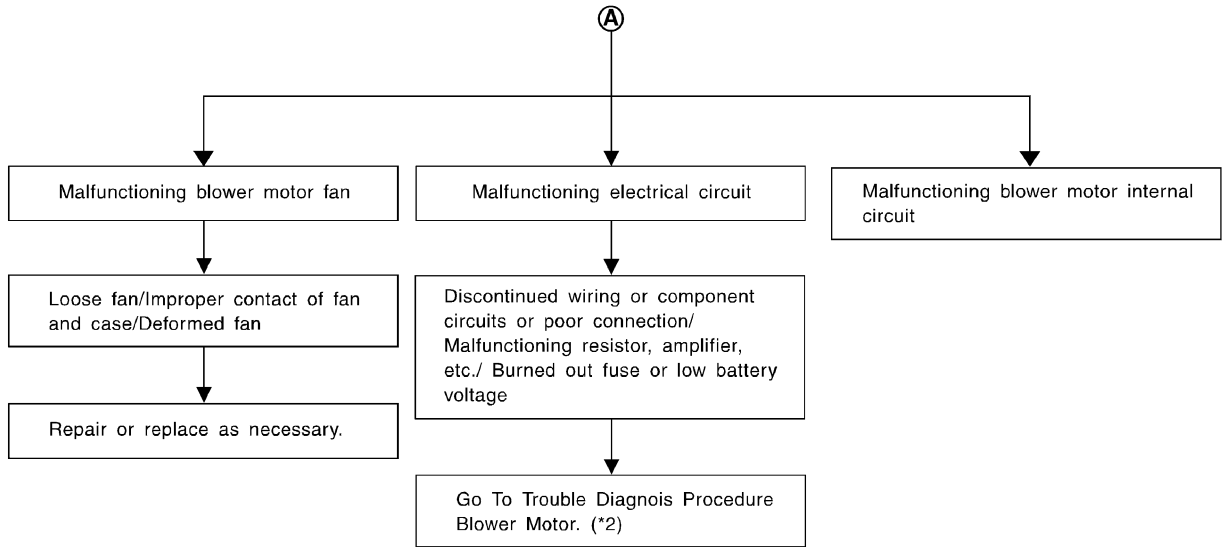 A
Malfunctioning blower motor fan
Malfunctioning electrical circuit
Malfunctioning blower motor internal
circuit
Loose fan/Improper contact of fan
and case/Deformed fan
Discontinued wiring or component
circuits or poor connection/
Malfunctioning resistor, amplifier,
etc./ Burned out fuse or low battery
voltage
Repair or replace as necessary.
Go To Trouble Diagnois Procedure
Blower Motor. (*2)